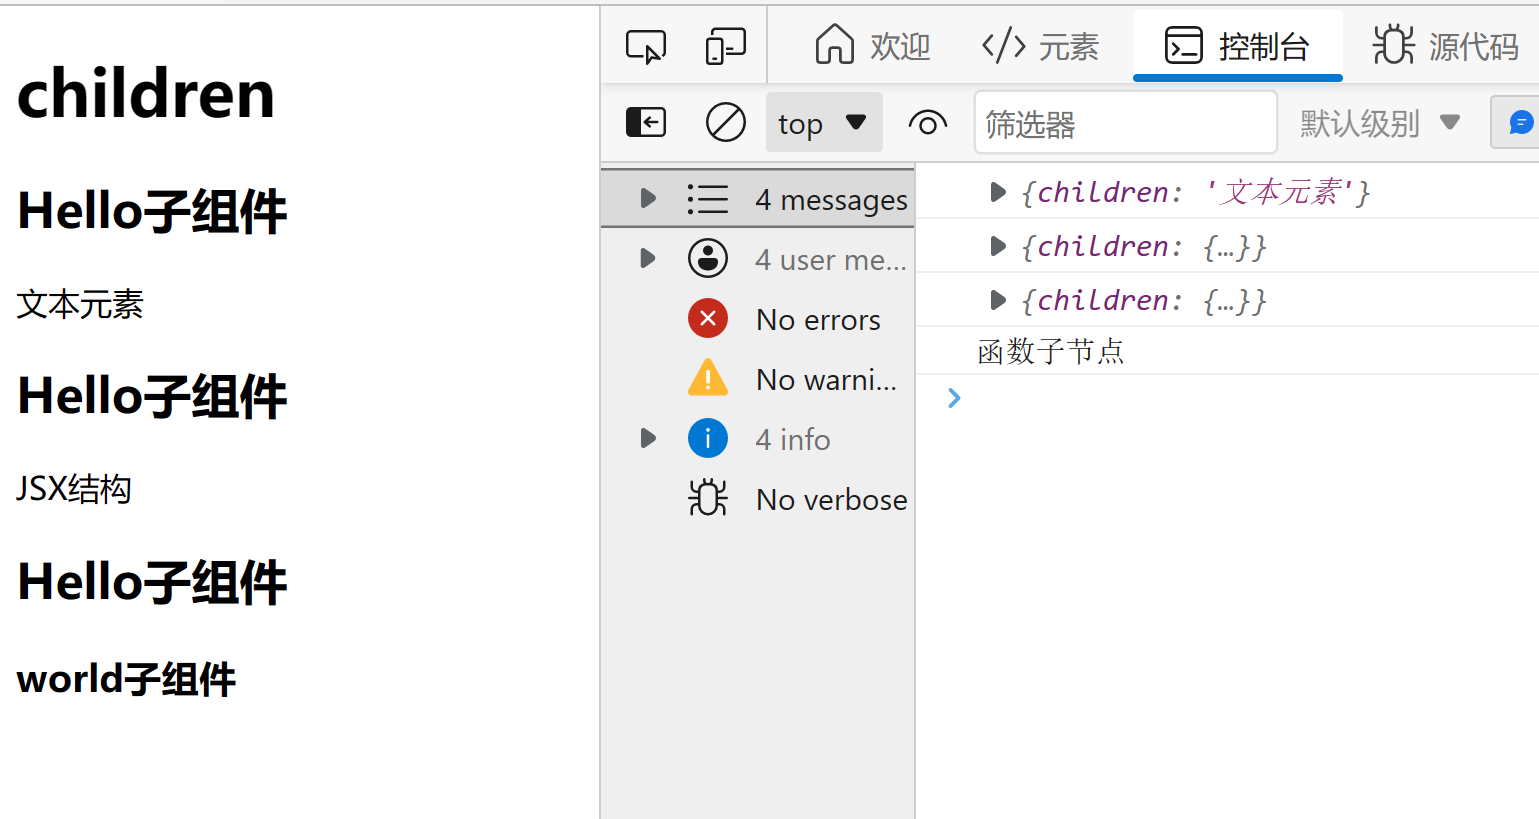 children
Hello子组件
文本元素
Hello子组件
JSX结构
Hello子组件
world子组件
欢迎 元素 控制台 源代码
top 筛选器 默认级别
4 messages
4 user me...
No errors
No warni...
4 info
No verbose
{children: '文本元素'}
{children: {…}}
{children: {…}}
函数子节点